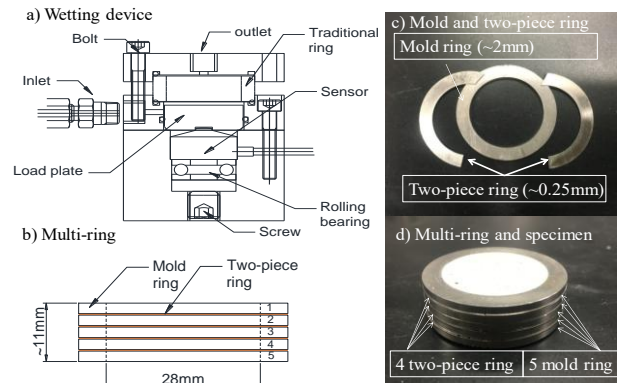 a) Wetting device
Bolt
outlet
Traditional
ring
Inlet
Sensor
Load plate
Rolling
bearing
Screw
b) Multi-ring
Mold
ring
Two-piece
ring
~11mm
1
2
3
4
5
28mm
c) Mold and two-piece ring
Mold ring (~2mm)
Two-piece ring (~0.25mm)
d) Multi-ring and specimen
4 two-piece ring
5 mold ring